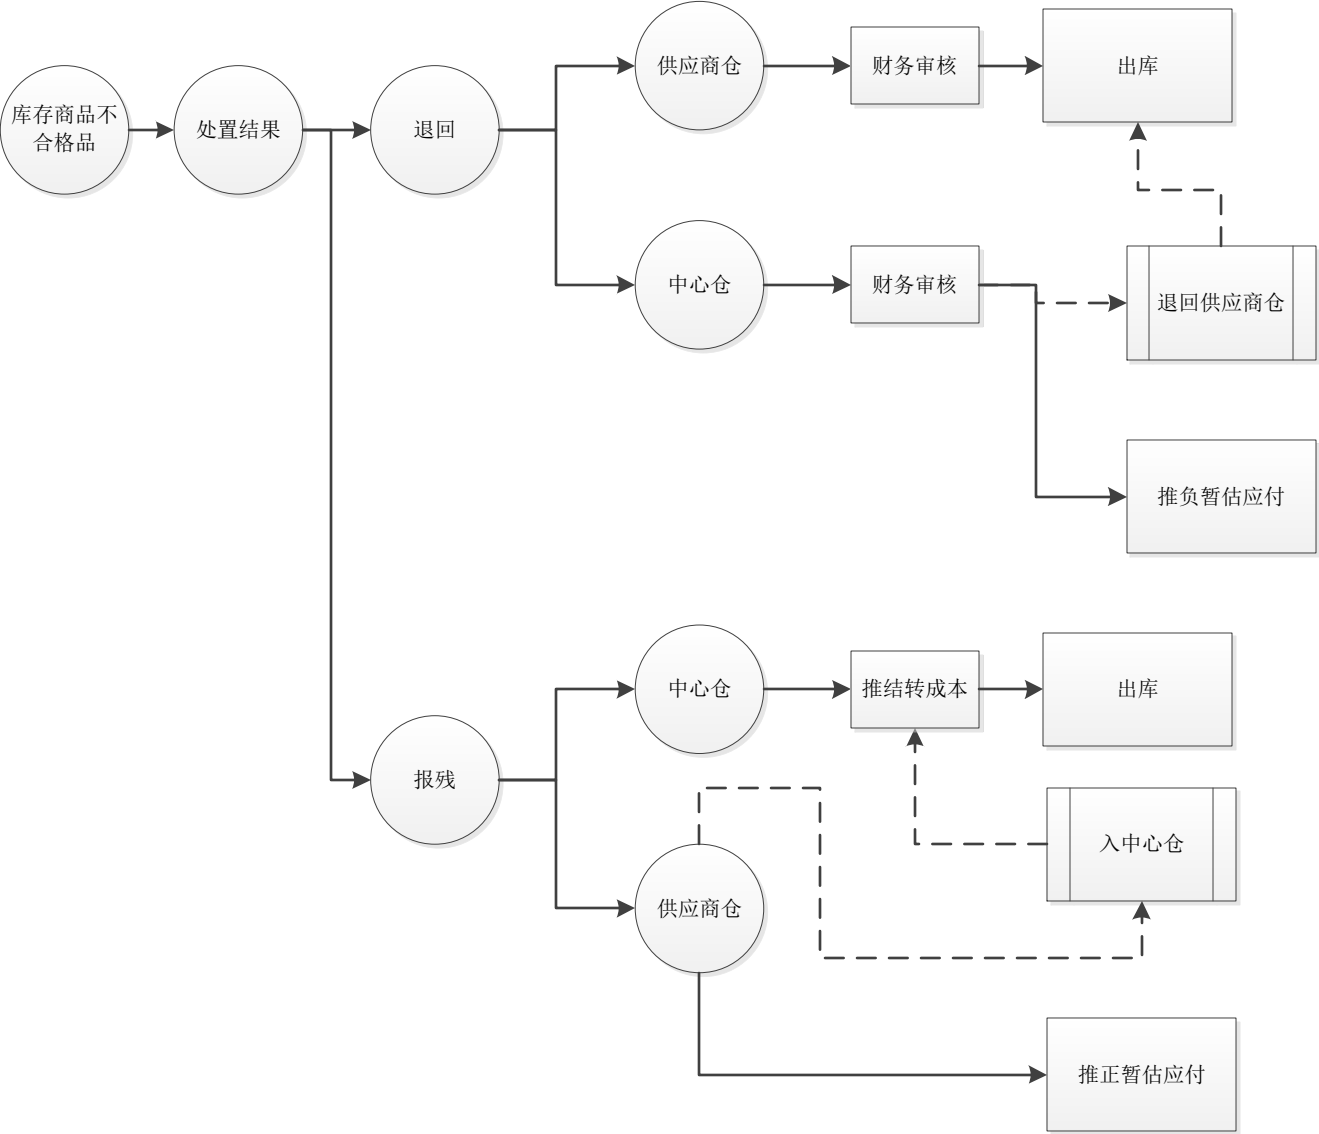 库存商品不
合格品
处置结果
退回
供应商仓
财务审核
出库
中心仓
财务审核
退回供应商仓
推负暂估应付
报残
中心仓
推结转成本
出库
入中心仓
供应商仓
推正暂估应付